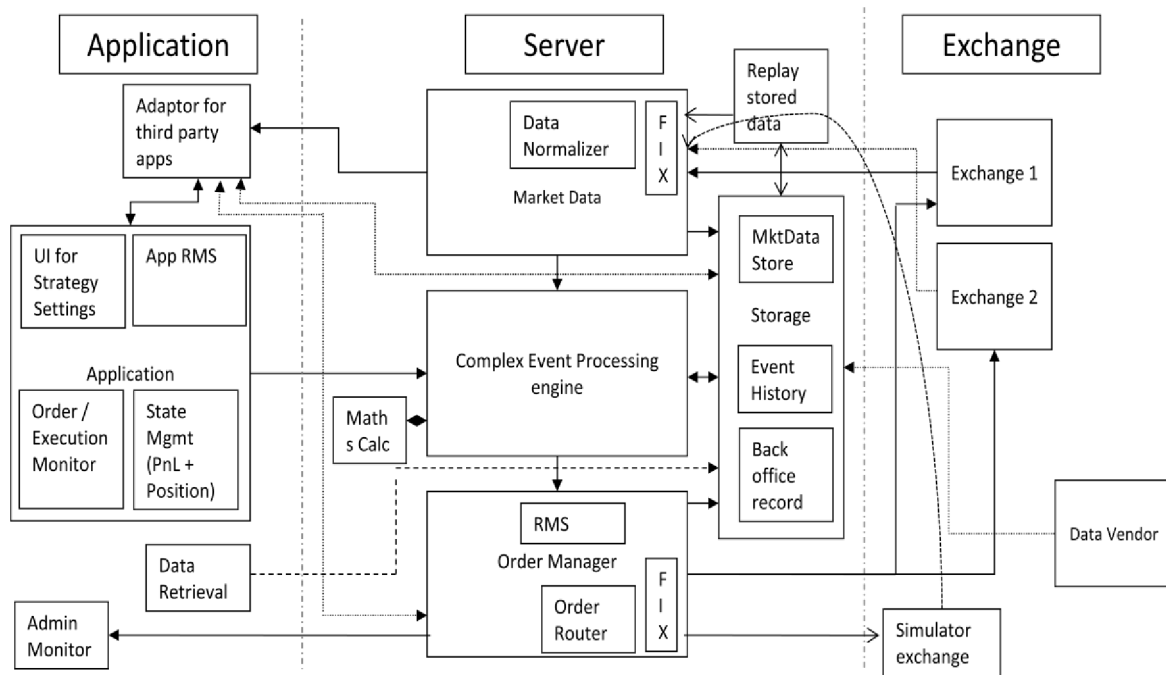 Application
Server
Exchange
Adaptor for
third party
apps
Data
Normalizer
F
I
X
Market Data
Replay
stored
data
Exchange 1
UI for
Strategy
Settings
App RMS
MktData
Store
Exchange 2
Storage
Complex Event Processing
engine
Application
Event
History
Order /
Execution
Monitor
State
Mgmt
(PnL +
Position)
Math
s Calc
Back
office
record
RMS
Data Vendor
Order Manager
Data
Retrieval
Order
Router
F
I
X
Admin
Monitor
Simulator
exchange